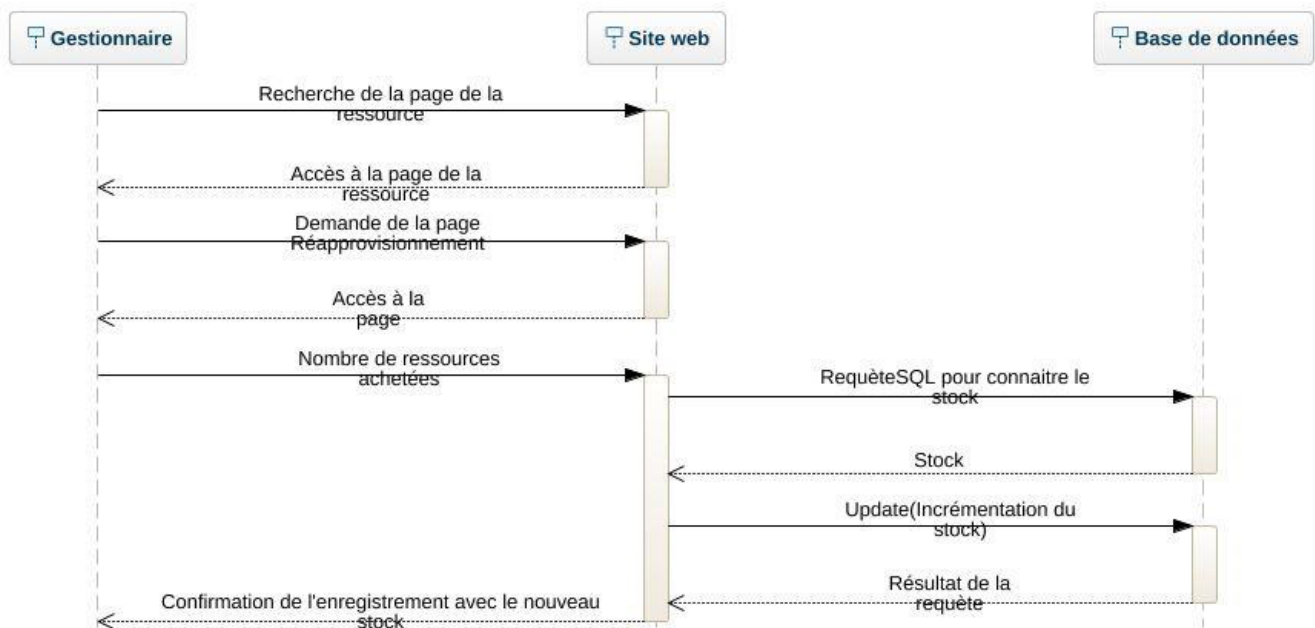 Gestionnaire
Site web
Base de données
Recherche de la page de la
ressource
Accès à la page de la
ressource
Demande de la page
Réapprovisionnement
Accès à la
page
Nombre de ressources
achetées
RequèteSQL pour connaitre le
stock
Stock
Update(Incrémentation du
stock)
Résultat de la
requète
Confirmation de l'enregistrement avec le nouveau
stock